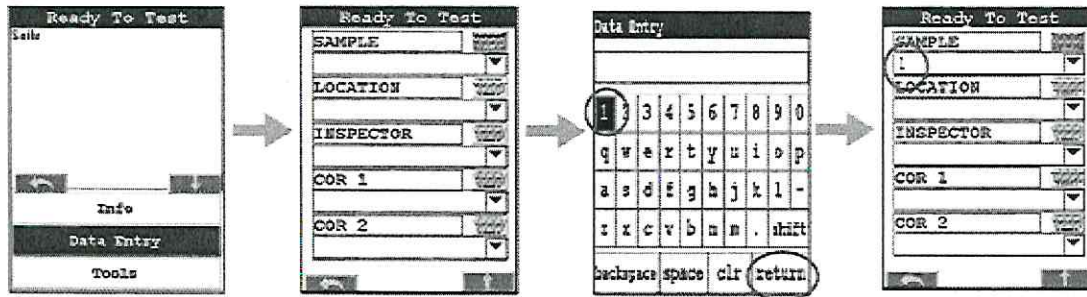 Ready To Test
Soils
Info
Data Entry
Tools
Ready To Test
SAMPLE
LOCATION
INSPECTOR
COR 1
COR 2
Data Entry
1 2 3 4 5 6 7 8 9 0
q w e r t y u i o p
a s d f g h j k l -
z x c v b n m . shift
backspace space clr return
Ready To Test
SAMPLE
1
LOCATION
INSPECTOR
COR 1
COR 2